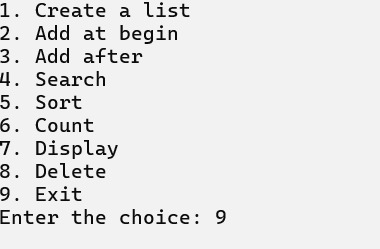 1. Create a list
2. Add at begin
3. Add after
4. Search
5. Sort
6. Count
7. Display
8. Delete
9. Exit
Enter the choice: 9